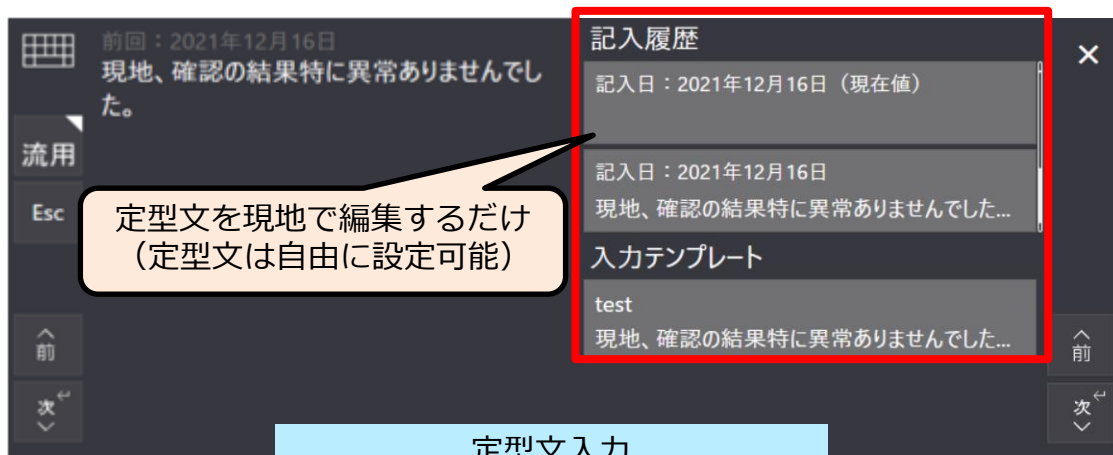 前回：2021年12月16日
現地、確認の結果特に異常ありませんでし
た。
流用
Esc
前
次
定型文を現地で編集するだけ
（定型文は自由に設定可能）
記入履歴
記入日：2021年12月16日（現在値）
記入日：2021年12月16日
現地、確認の結果特に異常ありませんでした...
入力テンプレート
test
現地、確認の結果特に異常ありませんでした...
×
前
次
定型文入力